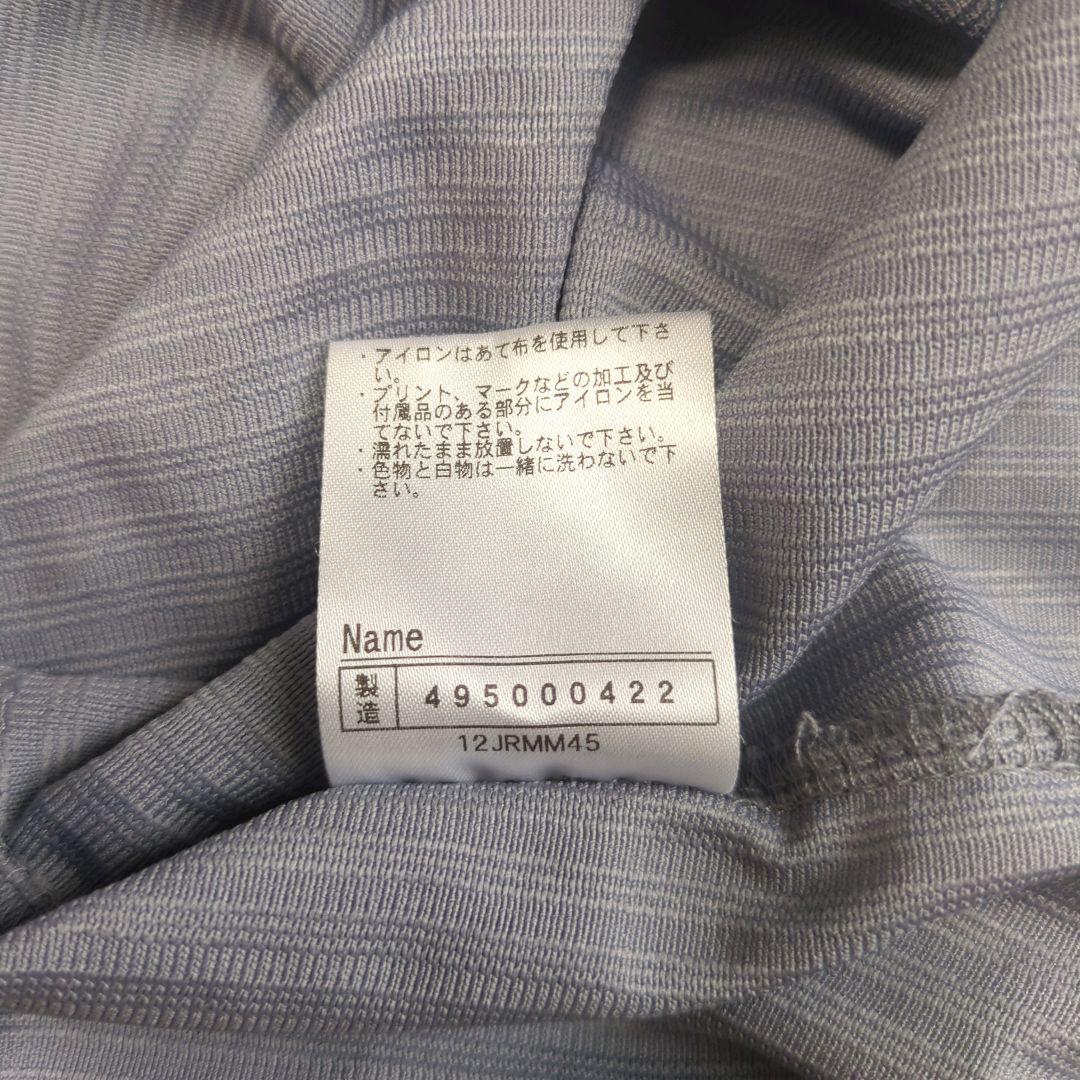 ・アイロンはあて布を使用して下さ
い。
・プリント、マークなどの加工及び
付属品のある部分にアイロンを当
てないで下さい。
・濡れたまま放置しないで下さい。
・色物と白物は一緒に洗わないで下
さい。
Name
製造 495000422
12JRMM45